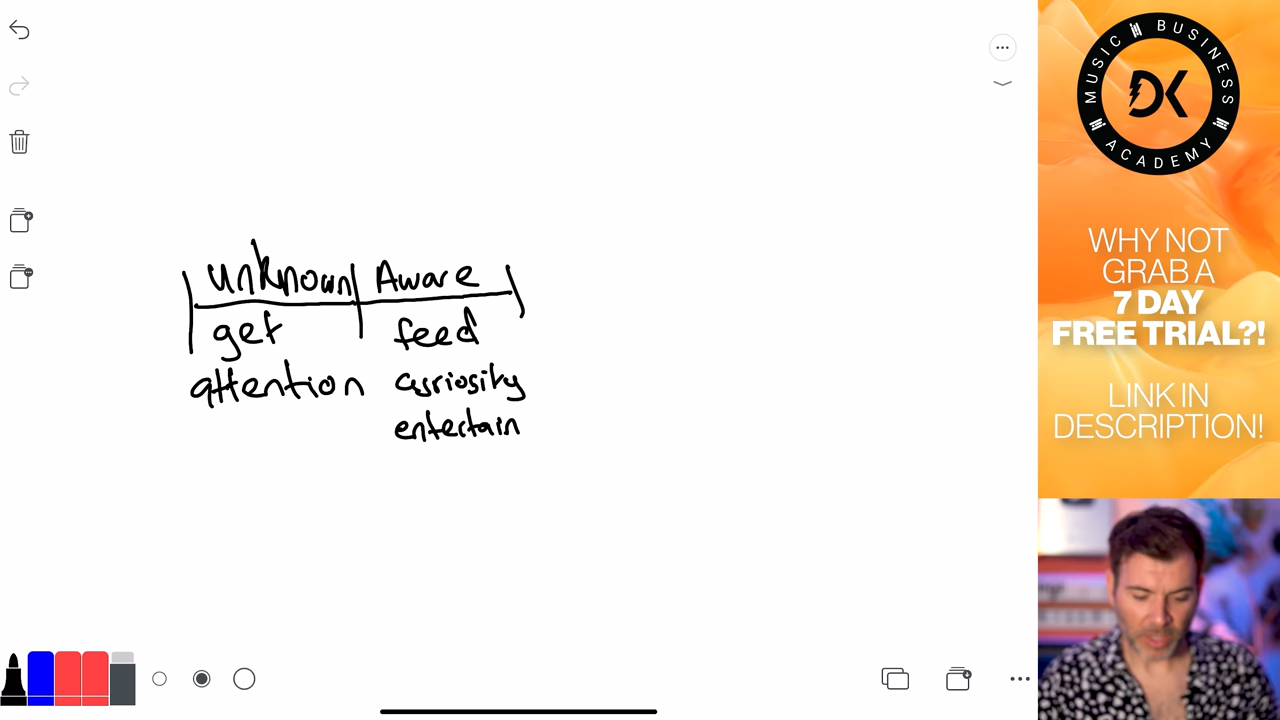 unknown Aware
get feed
attention curiosity
entertain
MUSIC BUSINESS ACADEMY
DK
WHY NOT
GRAB A
7 DAY
FREE TRIAL?!
LINK IN
DESCRIPTION!